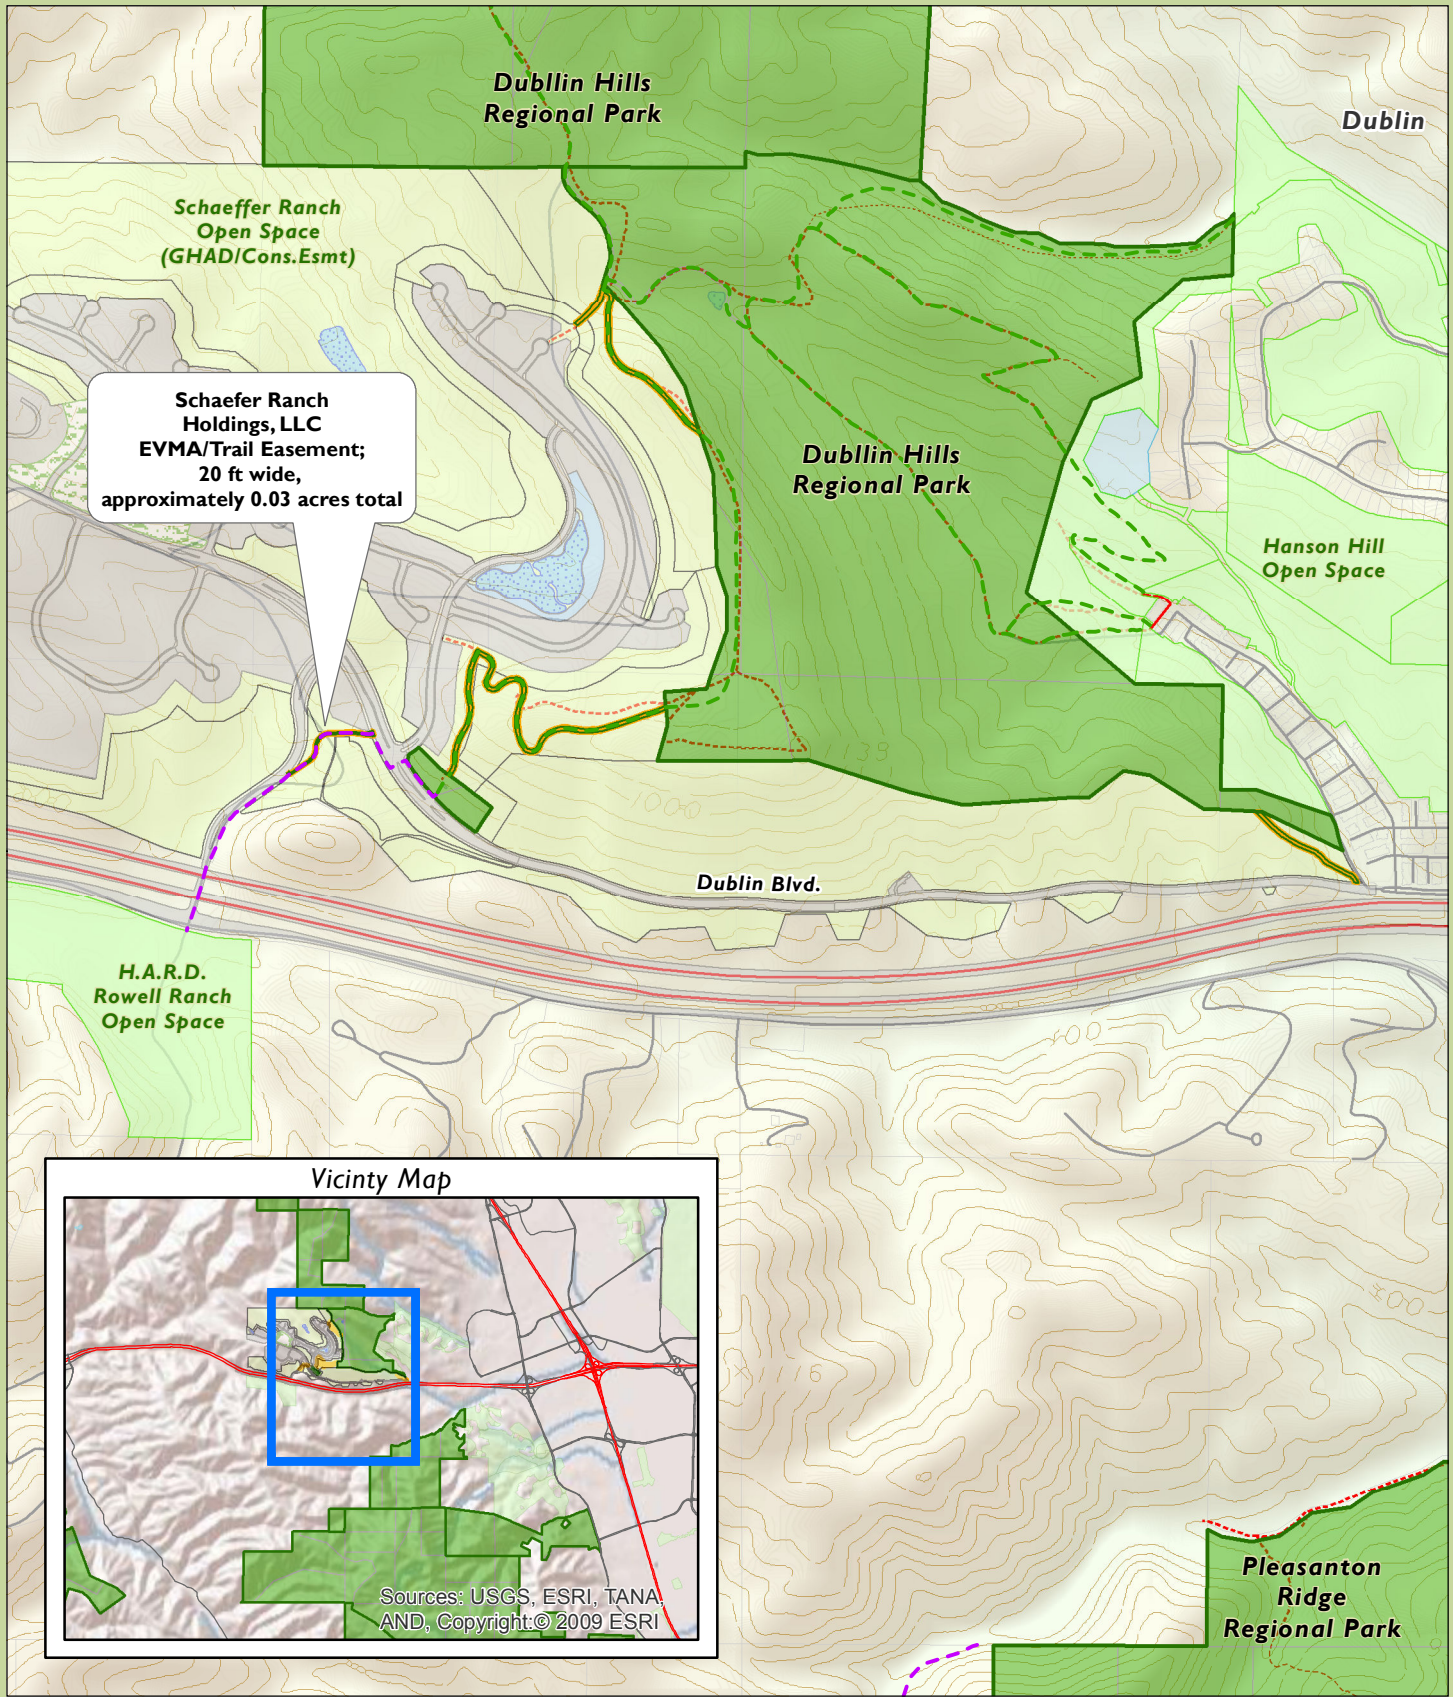 Dubllin Hills
Regional Park
Dublin
Schaeffer Ranch
Open Space
(GHAD/Cons.Esmt)
Schaefer Ranch
Holdings, LLC
EVMA/Trail Easement;
20 ft wide,
approximately 0.03 acres total
Dubllin Hills
Regional Park
Hanson Hill
Open Space
Dublin Blvd.
H.A.R.D.
Rowell Ranch
Open Space
Vicinty Map
Sources: USGS, ESRI, TANA,
AND, Copyright:© 2009 ESRI
Pleasanton
Ridge
Regional Park